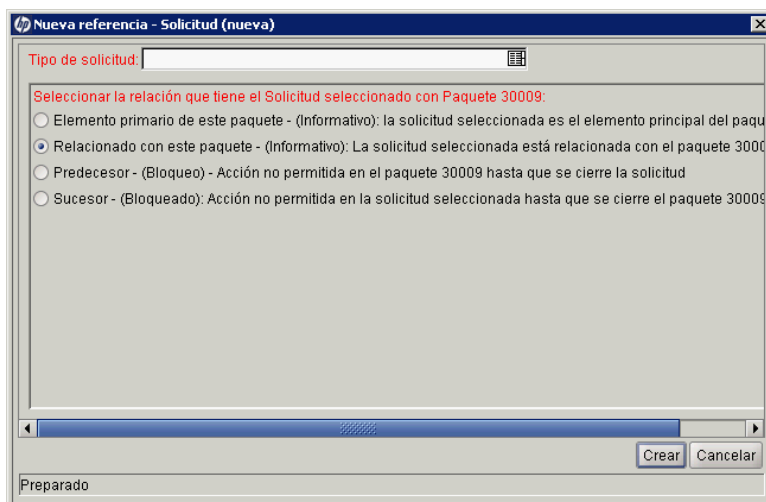 hp Nueva referencia - Solicitud (nueva)
Tipo de solicitud:
Seleccionar la relación que tiene el Solicitud seleccionado con Paquete 30009:
Elemento primario de este paquete - (Informativo): la solicitud seleccionada es el elemento principal del paqu
Relacionado con este paquete - (Informativo): La solicitud seleccionada está relacionada con el paquete 3000
Predecesor - (Bloqueo) - Acción no permitida en el paquete 30009 hasta que se cierre la solicitud
Sucesor - (Bloqueado): Acción no permitida en la solicitud seleccionada hasta que se cierre el paquete 30009
Crear Cancelar
Preparado